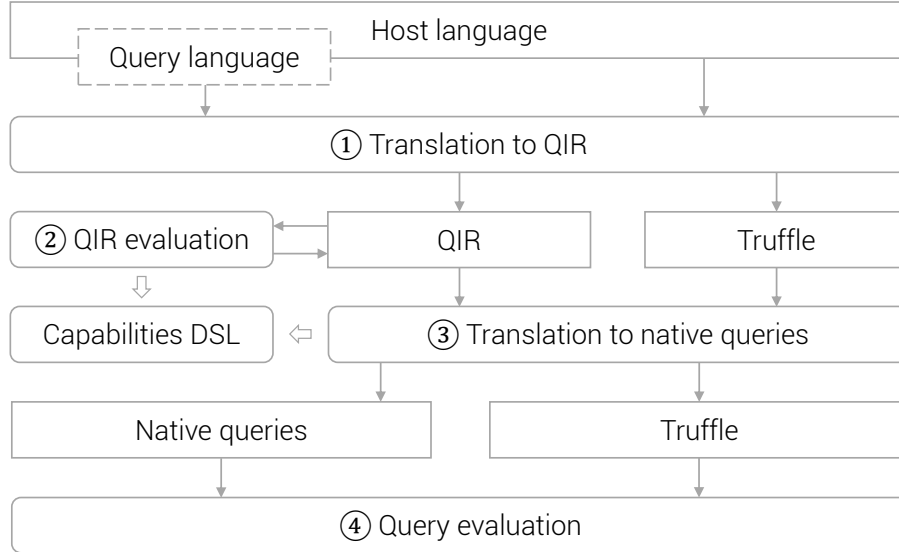 Host language
Query language
① Translation to QIR
② QIR evaluation
QIR
Truffle
Capabilities DSL
③ Translation to native queries
Native queries
Truffle
④ Query evaluation